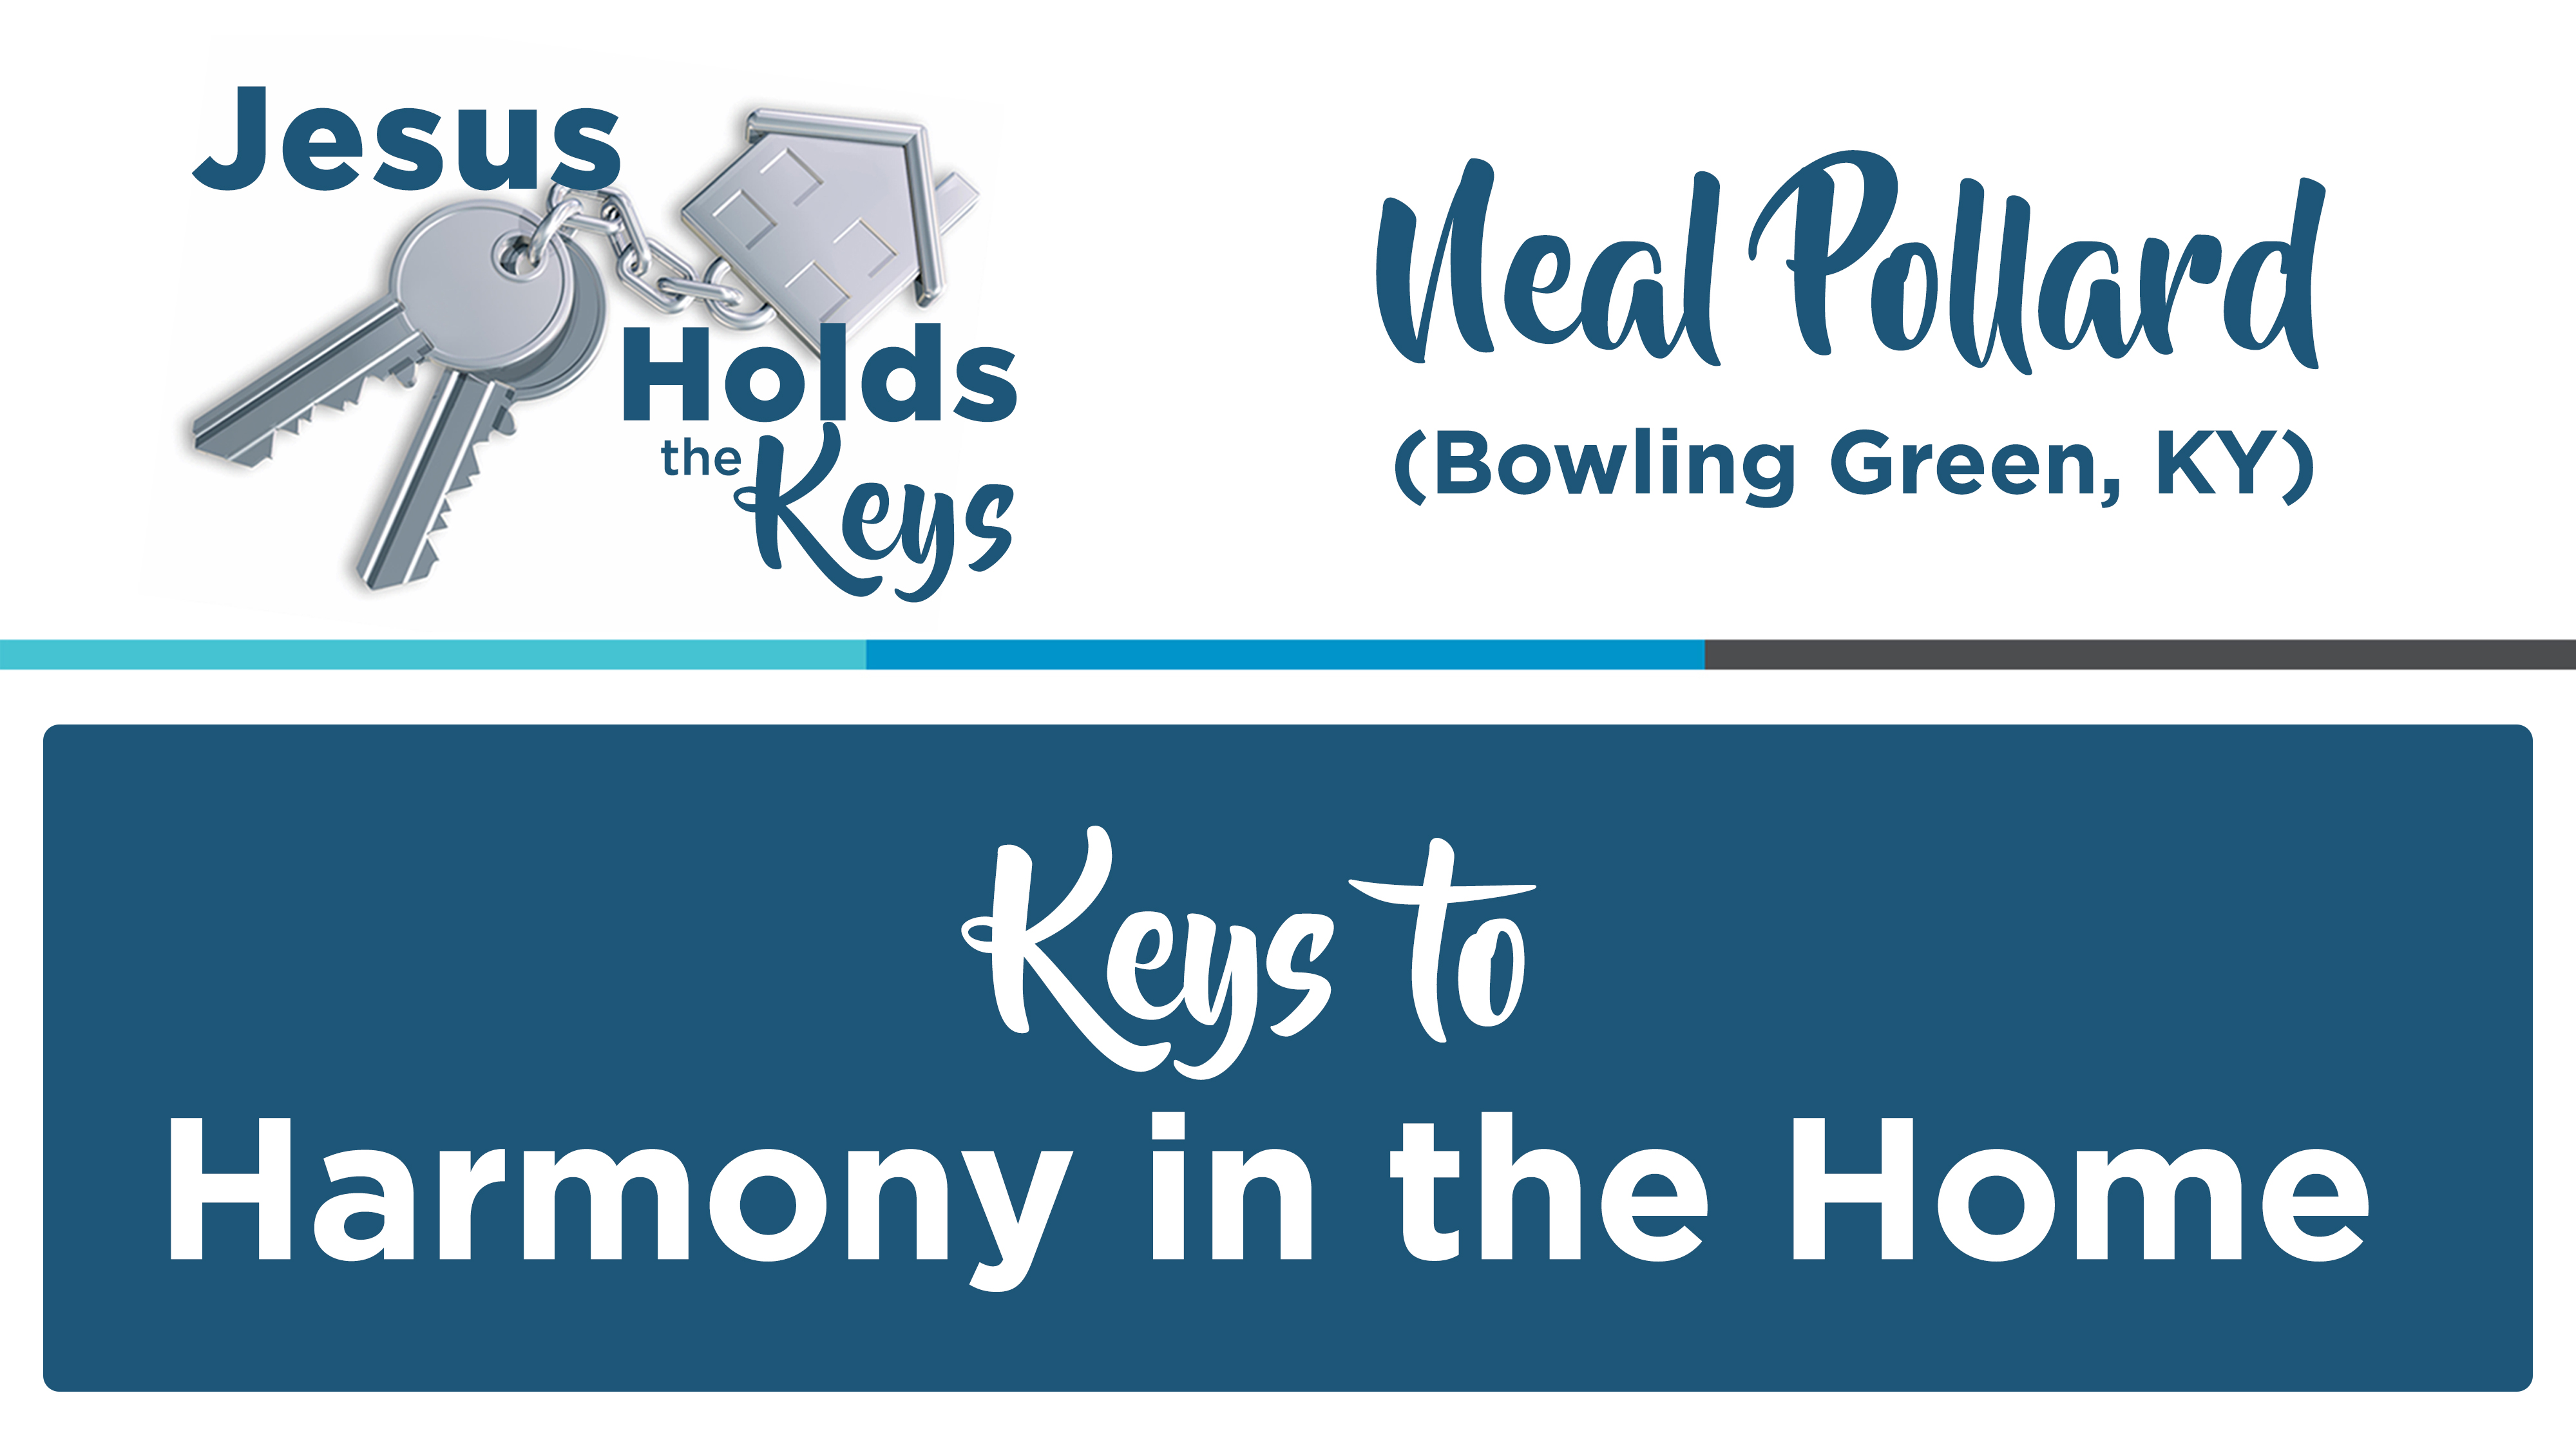 Jesus
Holds
the Keys
Neal Pollard
(Bowling Green, KY)
Keys to
Harmony in the Home